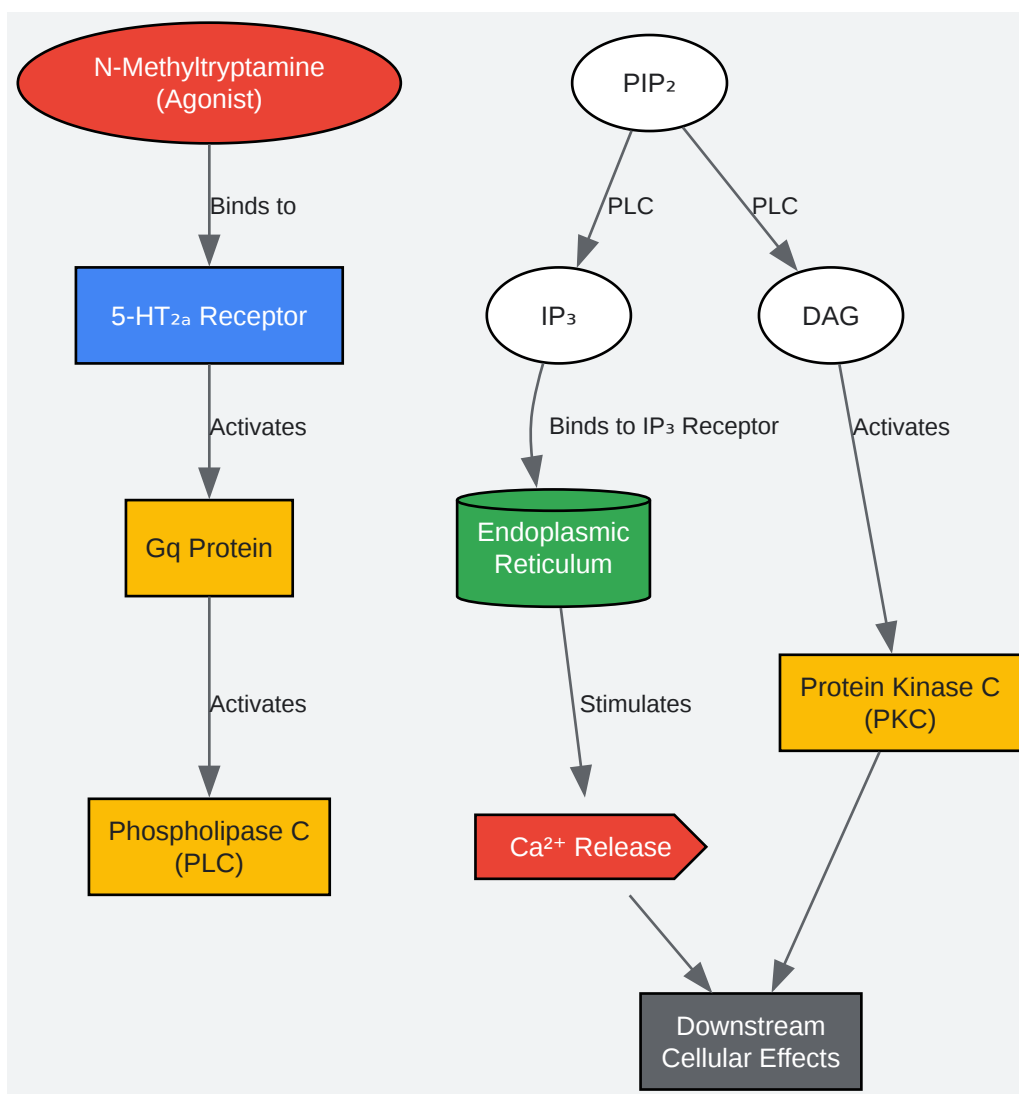 N-Methyltryptamine
(Agonist)
Binds to
5-HT₂ₐ Receptor
Activates
Gq Protein
Activates
Phospholipase C
(PLC)
PIP₂
PLC
PLC
IP₃
DAG
Binds to IP₃ Receptor
Activates
Endoplasmic
Reticulum
Stimulates
Protein Kinase C
(PKC)
Ca²⁺ Release
Downstream
Cellular Effects